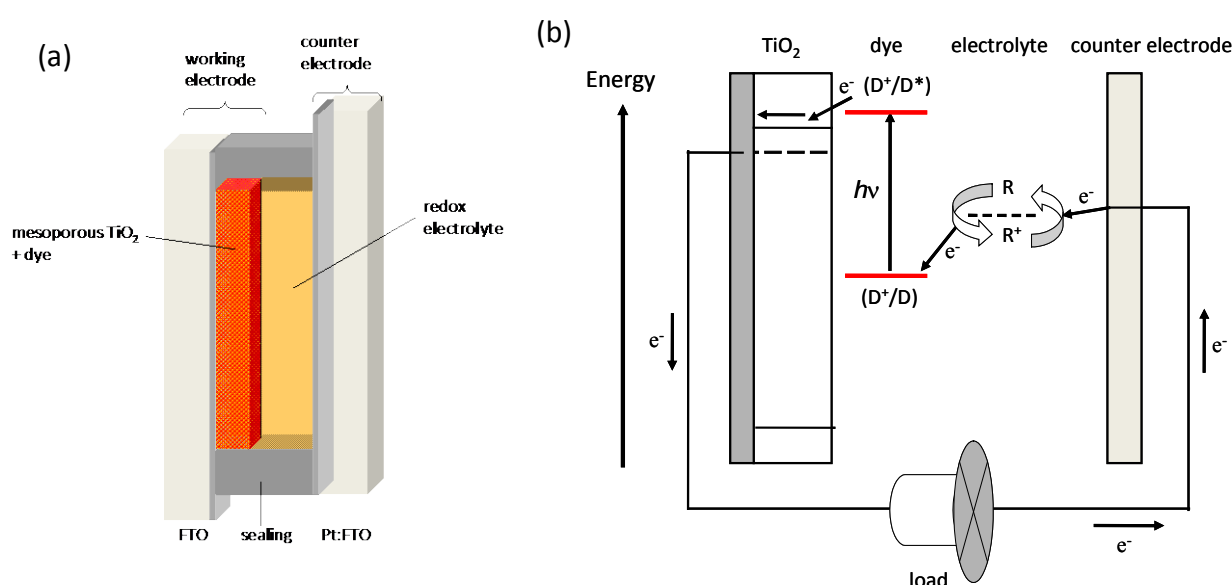 (a)
working
electrode
counter
electrode
mesoporous TiO₂
+ dye
redox
electrolyte
FTO
sealing
Pt:FTO
(b)
TiO₂
dye
electrolyte
counter electrode
Energy
e⁻
(D⁺/D*)
hν
R
R⁺
e⁻
e⁻
(D⁺/D)
e⁻
e⁻
e⁻
load